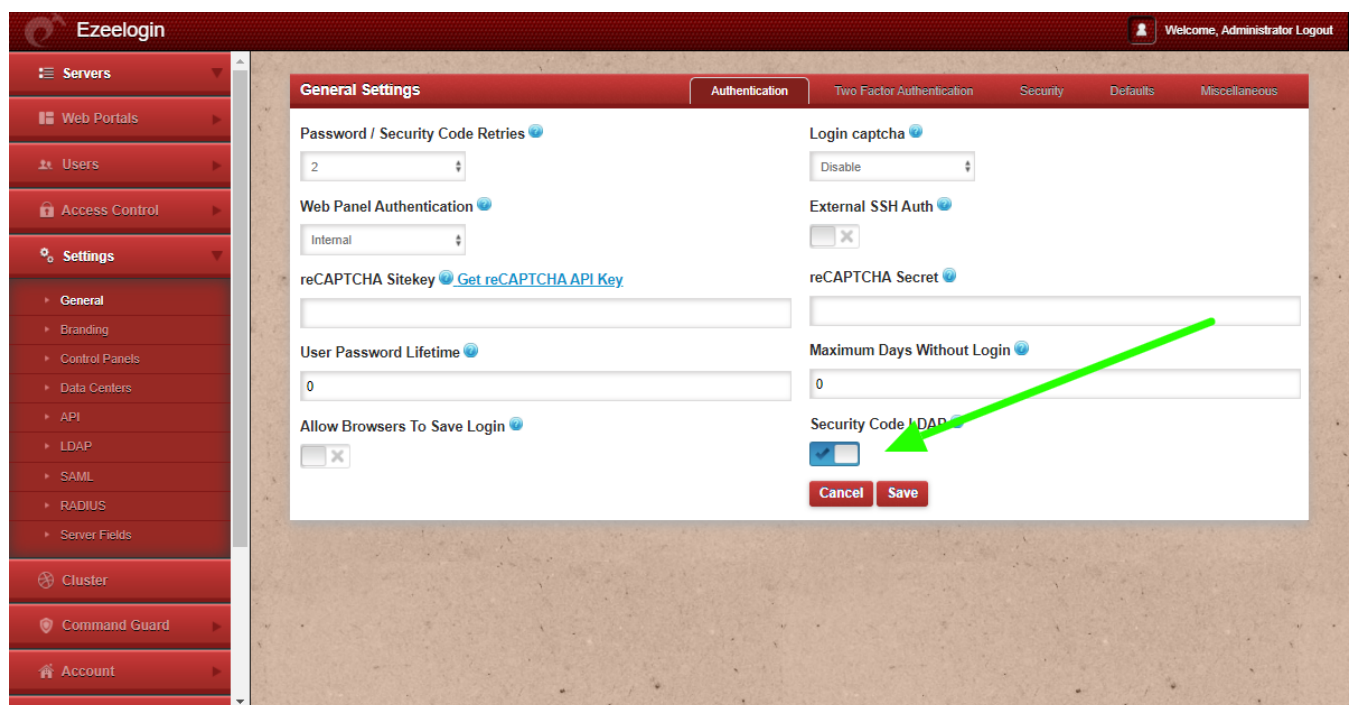 Ezeelogin
Welcome, Administrator Logout
Servers
Web Portals
Users
Access Control
Settings
General
Branding
Control Panels
Data Centers
API
LDAP
SAML
RADIUS
Server Fields
Cluster
Command Guard
Account
General Settings
Authentication
Two Factor Authentication
Security
Defaults
Miscellaneous
Password / Security Code Retries
Login captcha
2
Disable
Web Panel Authentication
External SSH Auth
Internal
reCAPTCHA Sitekey Get reCAPTCHA API Key
reCAPTCHA Secret
User Password Lifetime
Maximum Days Without Login
0
0
Allow Browsers To Save Login
Security Code LDAP
Cancel
Save